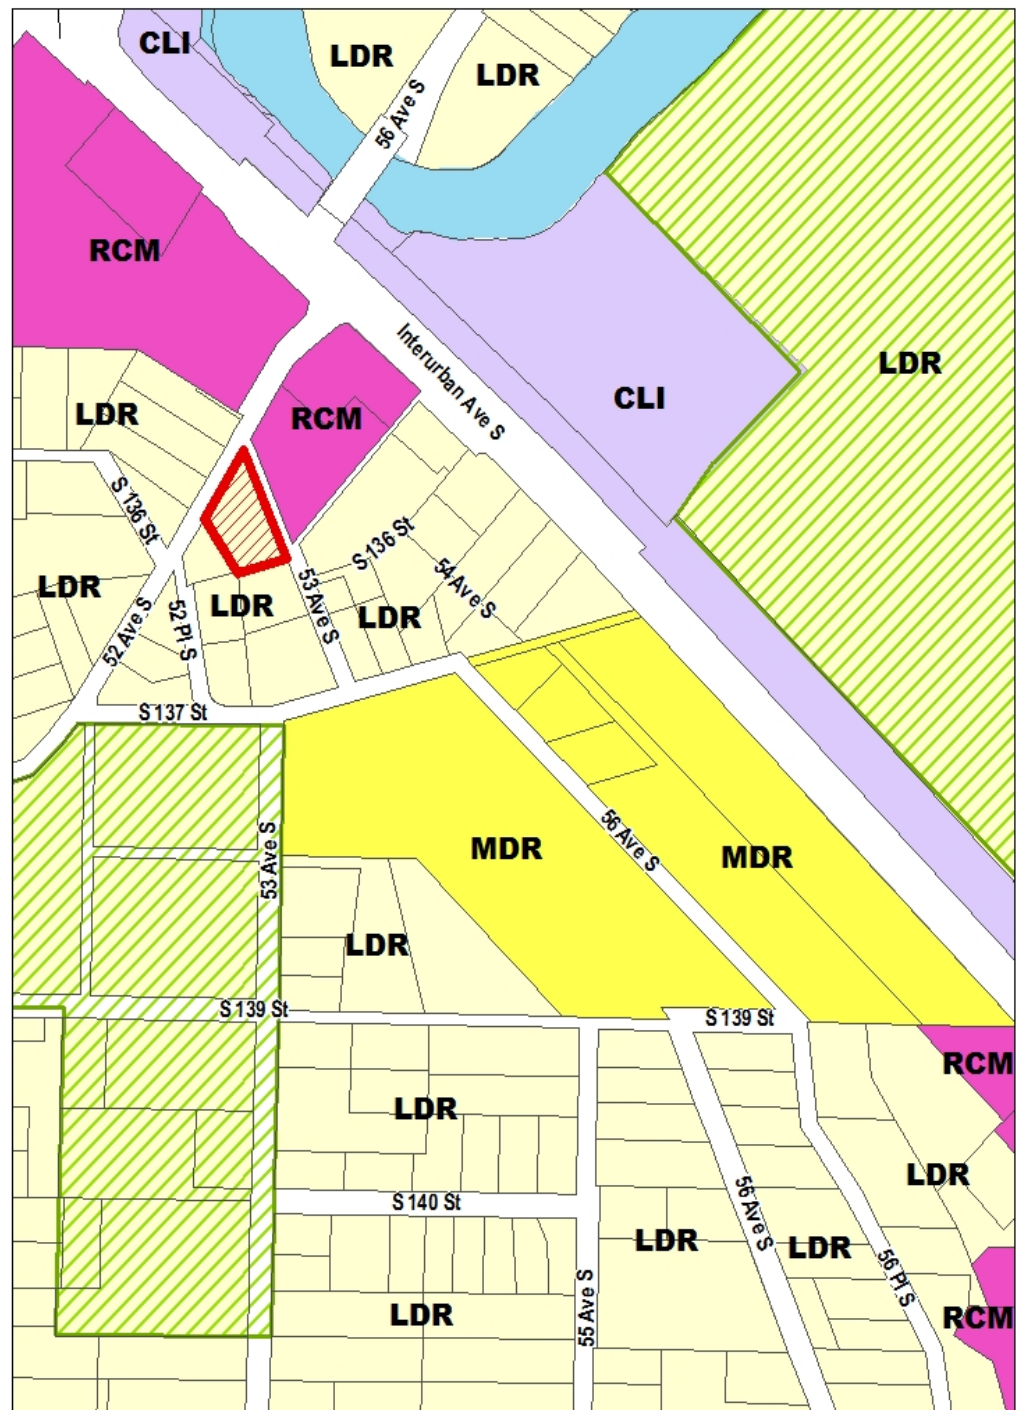 CLI
LDR
LDR
56 Ave S
RCM
LDR
Interurban Ave S
CLI
LDR
RCM
S 136 St
S 136 St
LDR
54 Ave S
LDR
53 Ave S
LDR
52 Ave S
52 Pl S
S 137 St
56 Ave S
MDR
MDR
53 Ave S
LDR
S 139 St
S 139 St
RCM
LDR
LDR
S 140 St
56 Ave S
LDR
LDR
56 Pl S
55 Ave S
LDR
RCM